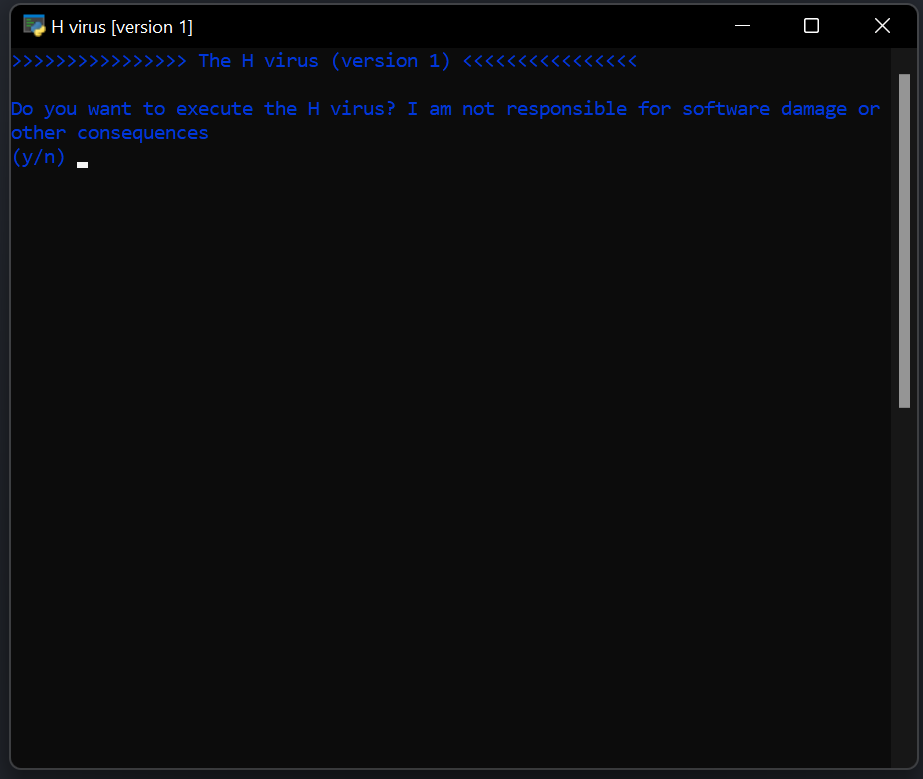 H virus [version 1]
>>>>>>>>>>>>>>>> The H virus (version 1) <<<<<<<<<<<<<<<<
Do you want to execute the H virus? I am not responsible for software damage or
other consequences
(y/n)